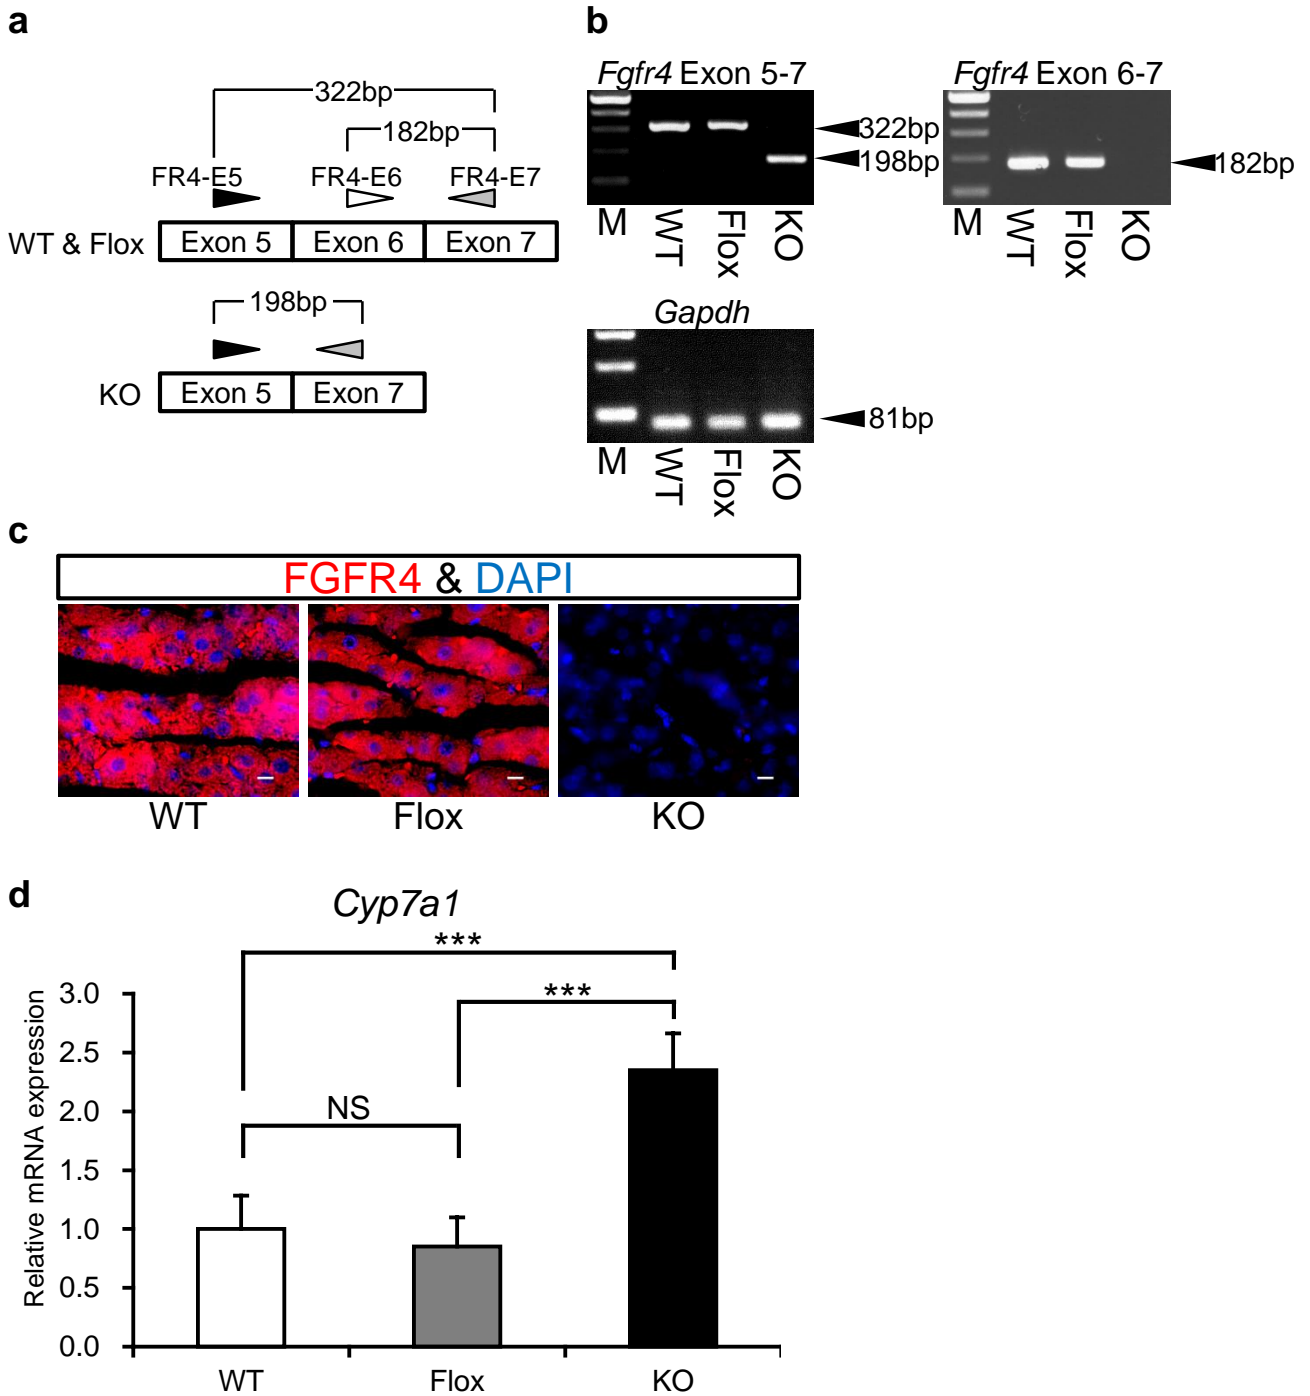 a
322bp
182bp
FR4-E5 FR4-E6 FR4-E7
WT & Flox Exon 5 Exon 6 Exon 7
198bp
KO Exon 5 Exon 7
b
Fgfr4 Exon 5-7
322bp
198bp
M WT Flox KO
Fgfr4 Exon 6-7
182bp
M WT Flox KO
Gapdh
81bp
M WT Flox KO
c
FGFR4 & DAPI
WT Flox KO
d
Cyp7a1
***
***
NS
Relative mRNA expression
3.0
2.5
2.0
1.5
1.0
0.5
0.0
WT Flox KO